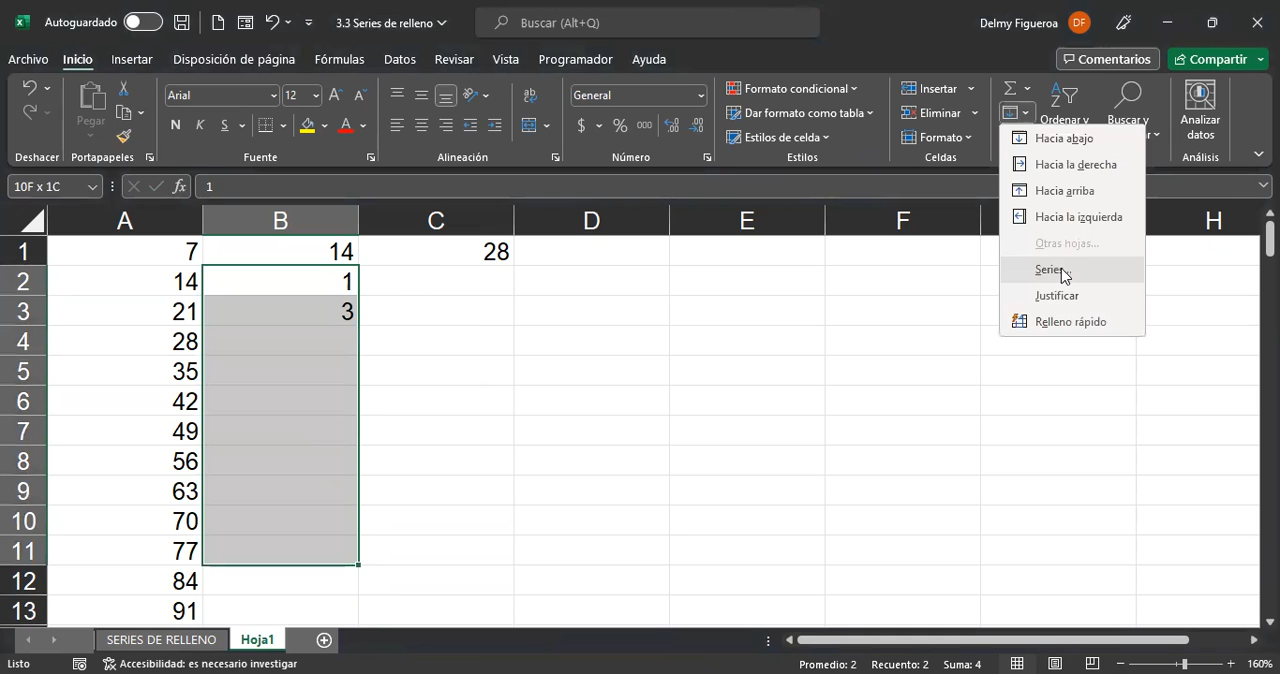 Autoguardado 3.3 Series de relleno Buscar (Alt+Q) Delmy Figueroa DF
Archivo Inicio Insertar Disposición de página Fórmulas Datos Revisar Vista Programador Ayuda Comentarios Compartir
Pegar Arial 12 General Formato condicional Insertar
N K S $ % 000 Dar formato como tabla Eliminar Ordenar y Buscar y Analizar
Estilos de celda Formato datos
Deshacer Portapapeles Fuente Alineación Número Estilos Celdas Análisis
Hacia abajo
Hacia la derecha
Hacia arriba
Hacia la izquierda
Otras hojas...
Series...
Justificar
Relleno rápido
10F x 1C fx 1
A B C D E F H
1 7 14 28
2 14 1
3 21 3
4 28
5 35
6 42
7 49
8 56
9 63
10 70
11 77
12 84
13 91
SERIES DE RELLENO Hoja1
Listo Accesibilidad: es necesario investigar Promedio: 2 Recuento: 2 Suma: 4 160%